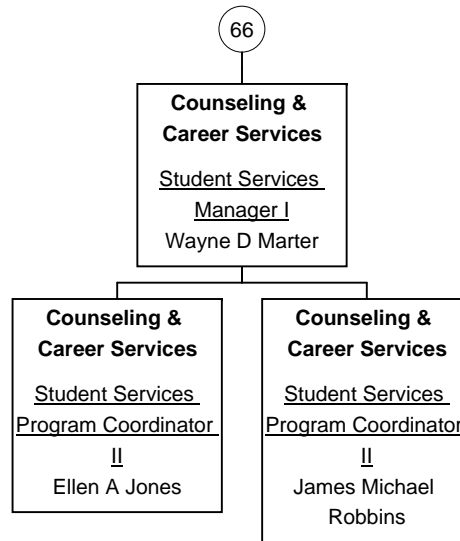 66
Counseling &
Career Services
Student Services
Manager I
Wayne D Marter
Counseling &
Career Services
Student Services
Program Coordinator
II
Ellen A Jones
Counseling &
Career Services
Student Services
Program Coordinator
II
James Michael
Robbins